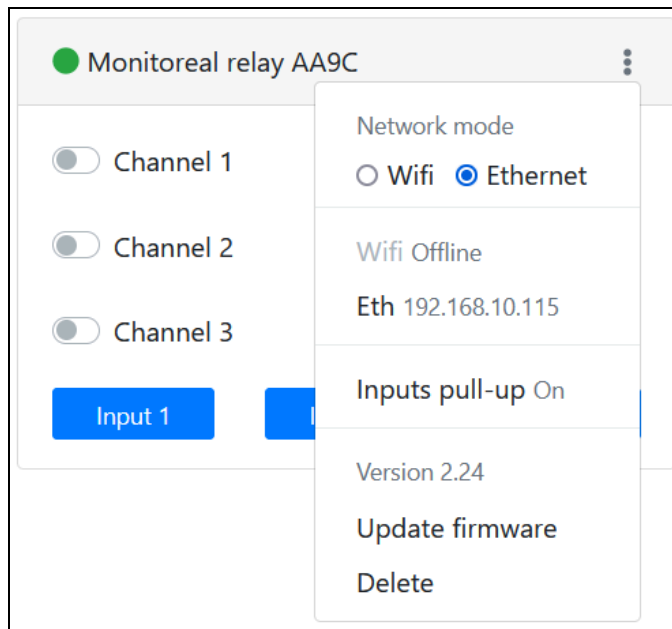 Monitoreal relay AA9C
Network mode
Wifi Ethernet
Channel 1
Channel 2
Wifi Offline
Eth 192.168.10.115
Channel 3
Inputs pull-up On
Input 1
Version 2.24
Update firmware
Delete